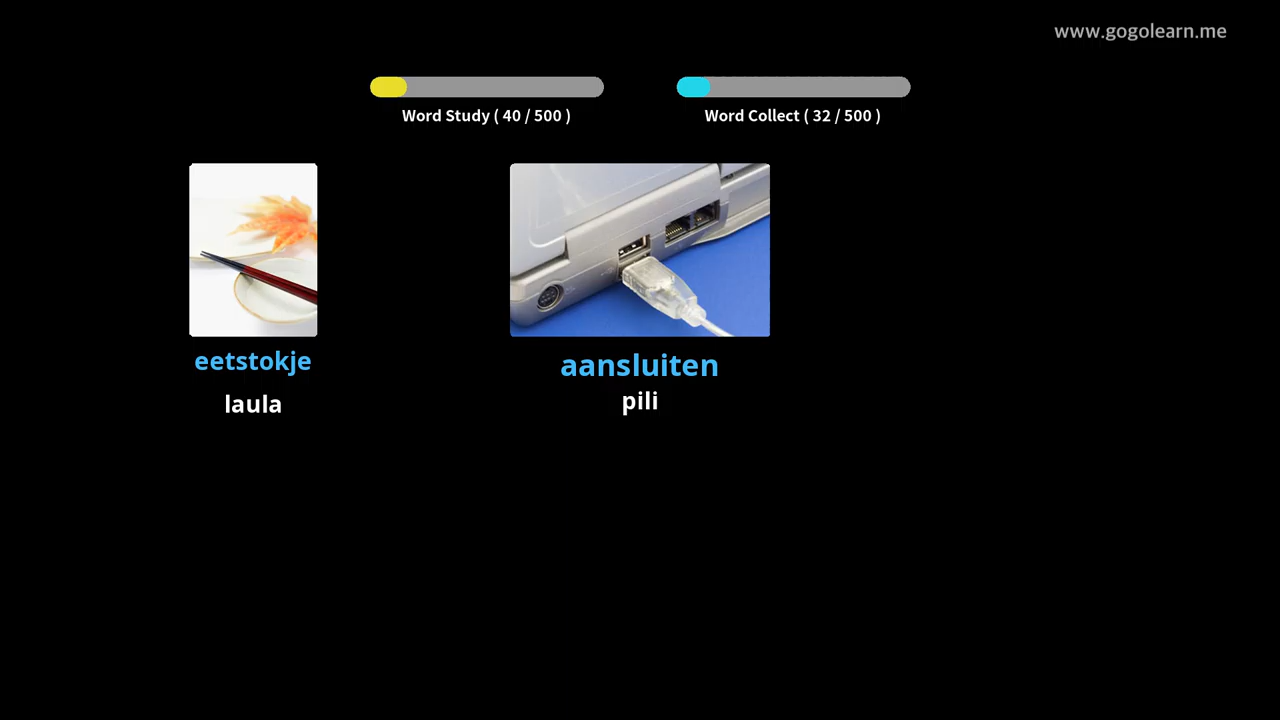 www.gogolearn.me
Word Study ( 40 / 500 )
Word Collect ( 32 / 500 )
eetstokje
laula
aansluiten
pili